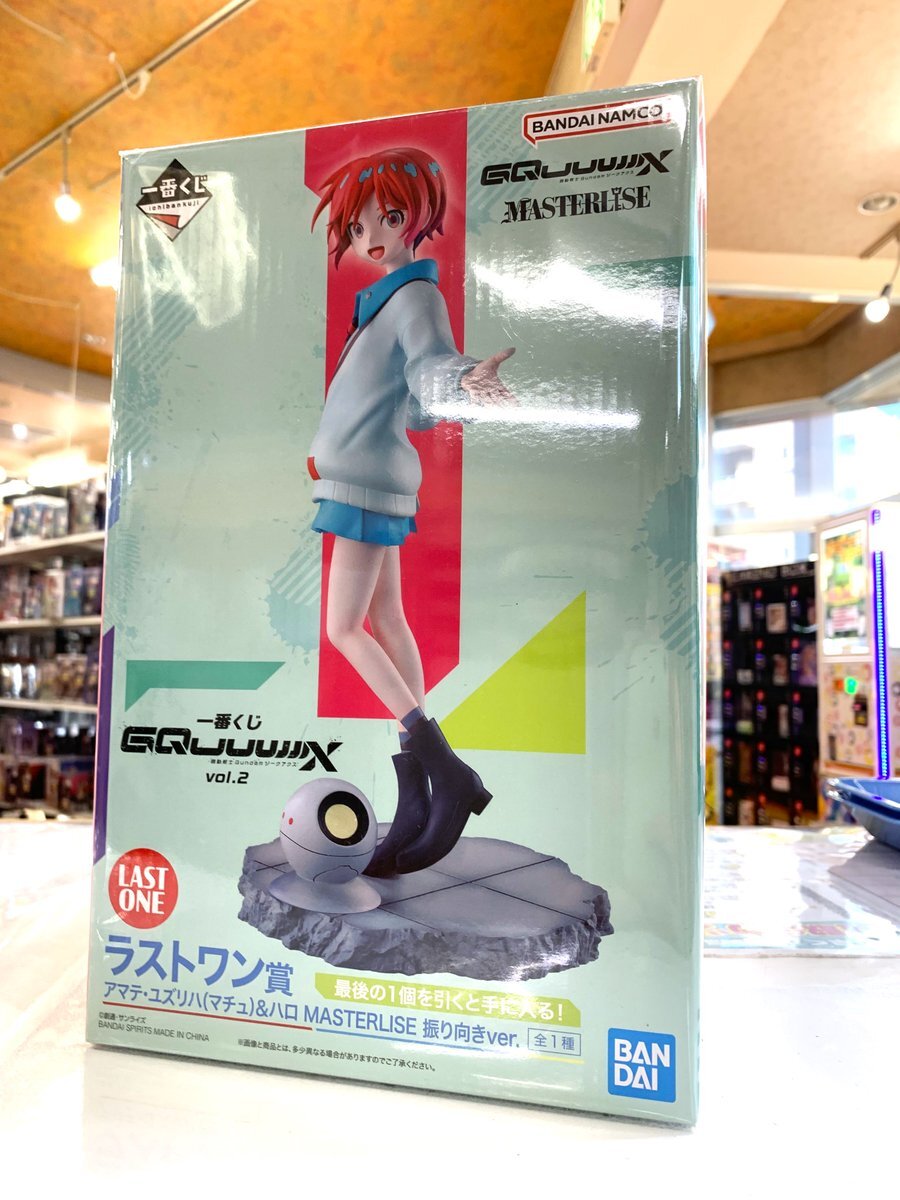 一番くじ
ichibankuji
BANDAI NAMCO
GQuuuuuuX
機動戦士Gundam ジークアクス
MASTERLISE
一番くじ
GQuuuuuuX
機動戦士Gundam ジークアクス
vol.2
LAST
ONE
ラストワン賞
最後の1個を引くと手に入る!
アマテ・ユズリハ(マチュ)&ハロ MASTERLISE 振り向きver. 全1種
©創通・サンライズ
BANDAI SPIRITS MADE IN CHINA
※画像と商品とは、多少異なる場合がありますのでご了承ください。
BAN
DAI